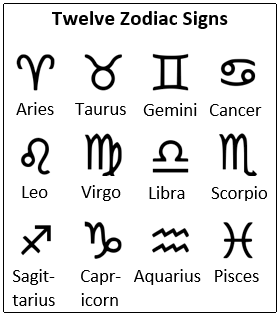 Twelve Zodiac Signs
♈ ♉ ♊ ♋
Aries Taurus Gemini Cancer
♌ ♍ ♎ ♏
Leo Virgo Libra Scorpio
♐ ♑ ♒ ♓
Sagit- Capr- Aquarius Pisces
tarius icorn